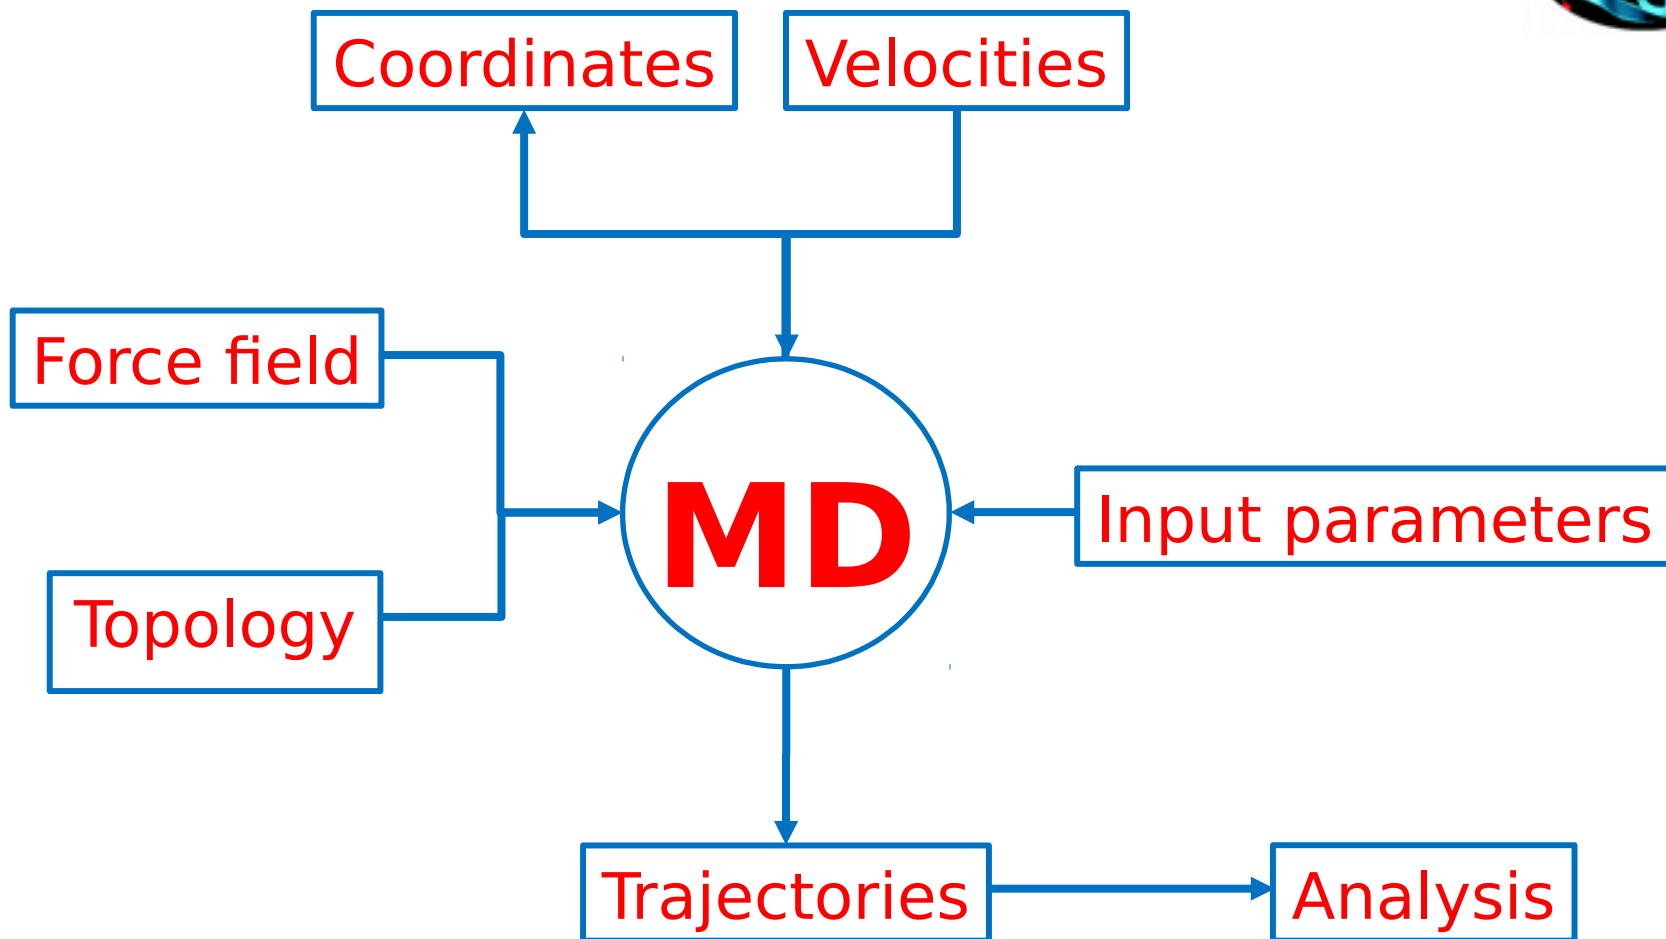 Coordinates
Velocities
Force field
MD
Input parameters
Topology
Trajectories
Analysis